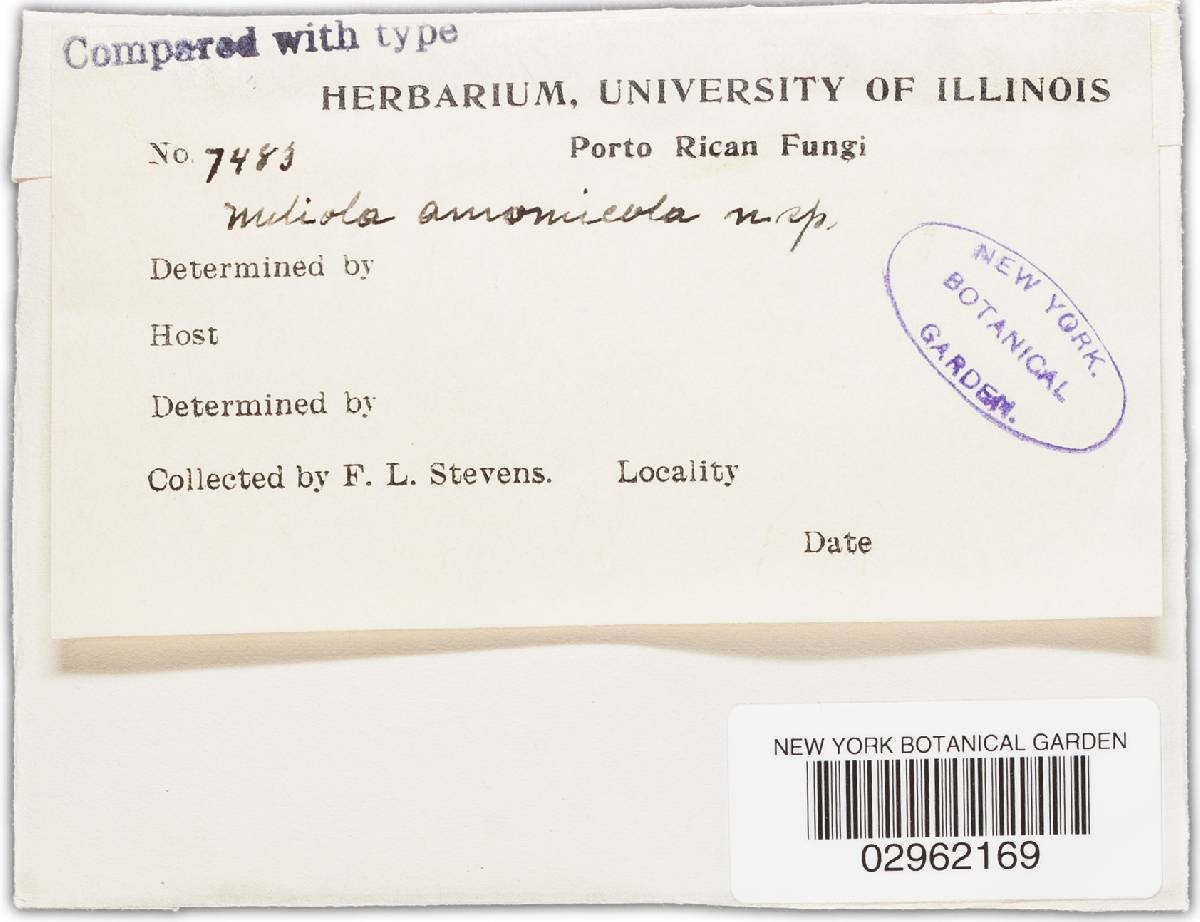 Compared with type
HERBARIUM, UNIVERSITY OF ILLINOIS
No. 7483 Porto Rican Fungi
Meliola amomicola n.sp.
Determined by
Host
Determined by
Collected by F. L. Stevens. Locality
Date
NEW YORK.
BOTANICAL
GARDEN.
NEW YORK BOTANICAL GARDEN
02962169